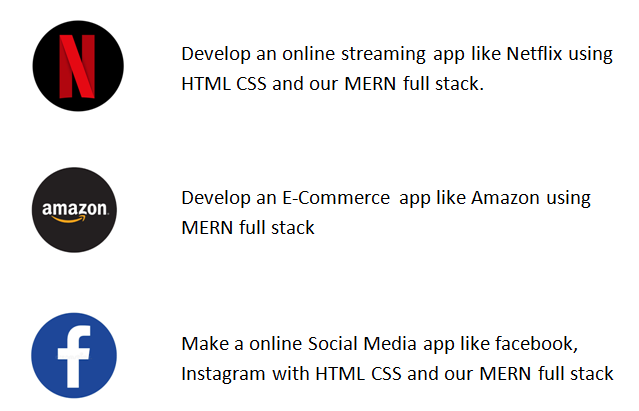 N
Develop an online streaming app like Netflix using
HTML CSS and our MERN full stack.
amazon
Develop an E-Commerce app like Amazon using
MERN full stack
f
Make a online Social Media app like facebook,
Instagram with HTML CSS and our MERN full stack